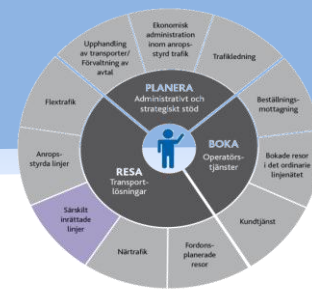 Ekonomisk
administration
inom anrops-
styrd trafik
Trafikledning
Beställnings-
mottagning
Bokade resor
i det ordinarie
linjenätet
Kundtjänst
Fordons-
planerade
resor
Närtrafik
Särskilt
inrättade
linjer
Anrops-
styrda linjer
Flextrafik
Upphandling
av transporter/
Förvaltning av
avtal
PLANERA
Administrativt och
strategiskt stöd
BOKA
Operatörs-
tjänster
RESA
Transport-
lösningar